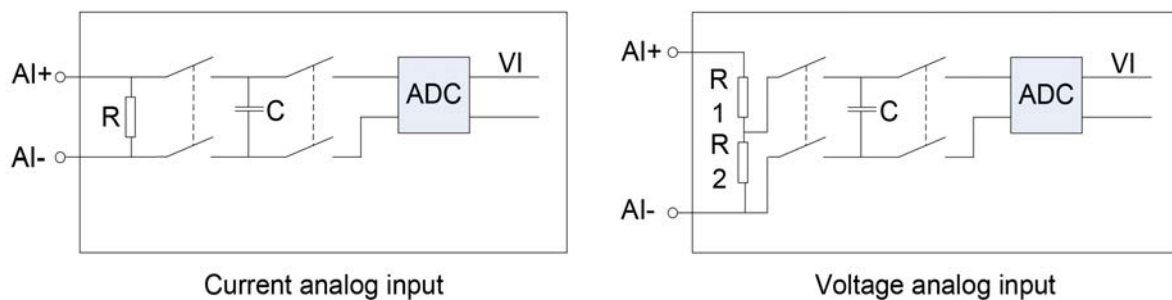 AI+
R
AI-
C
ADC
VI
Current analog input
AI+
R
1
R
2
AI-
C
ADC
VI
Voltage analog input